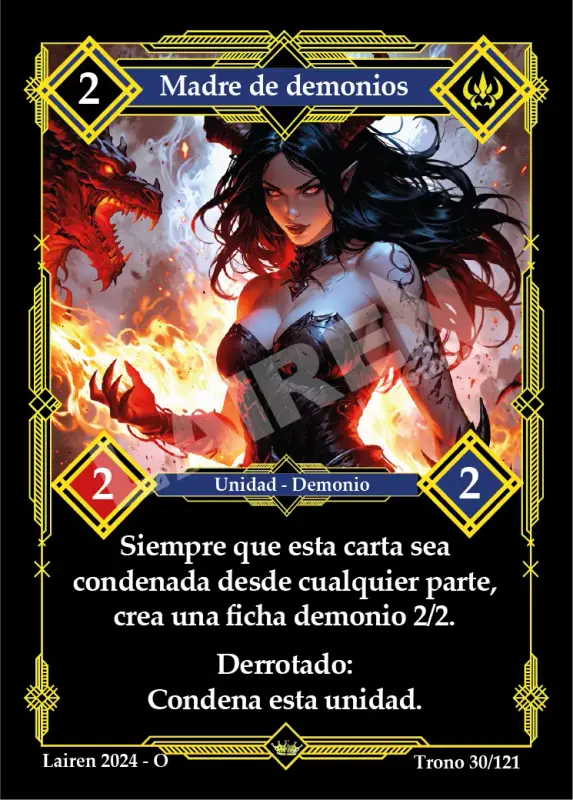 2
Madre de demonios
LAIREN
2
Unidad - Demonio
2
Siempre que esta carta sea
condenada desde cualquier parte,
crea una ficha demonio 2/2.
Derrotado:
Condena esta unidad.
Lairen 2024 - O
Trono 30/121